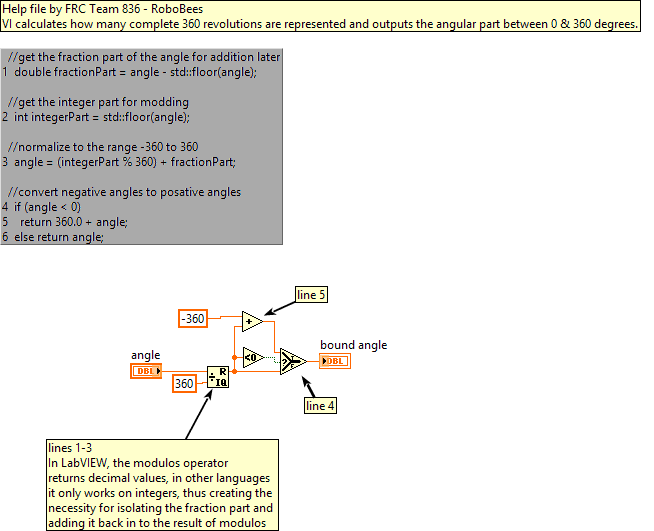 Help file by FRC Team 836 - RoboBees
VI calculates how many complete 360 revolutions are represented and outputs the angular part between 0 & 360 degrees.
//get the fraction part of the angle for addition later
1 double fractionPart = angle - std::floor(angle);
//get the integer part for modding
2 int integerPart = std::floor(angle);
//normalize to the range -360 to 360
3 angle = (integerPart % 360) + fractionPart;
//convert negative angles to posative angles
4 if (angle < 0)
5 return 360.0 + angle;
6 else return angle;
line 5
-360
+
bound angle
angle
<0
?
T
F
DBL
DBL
360
÷
R
IQ
line 4
lines 1-3
In LabVIEW, the modulos operator
returns decimal values, in other languages
it only works on integers, thus creating the
necessity for isolating the fraction part and
adding it back in to the result of modulos